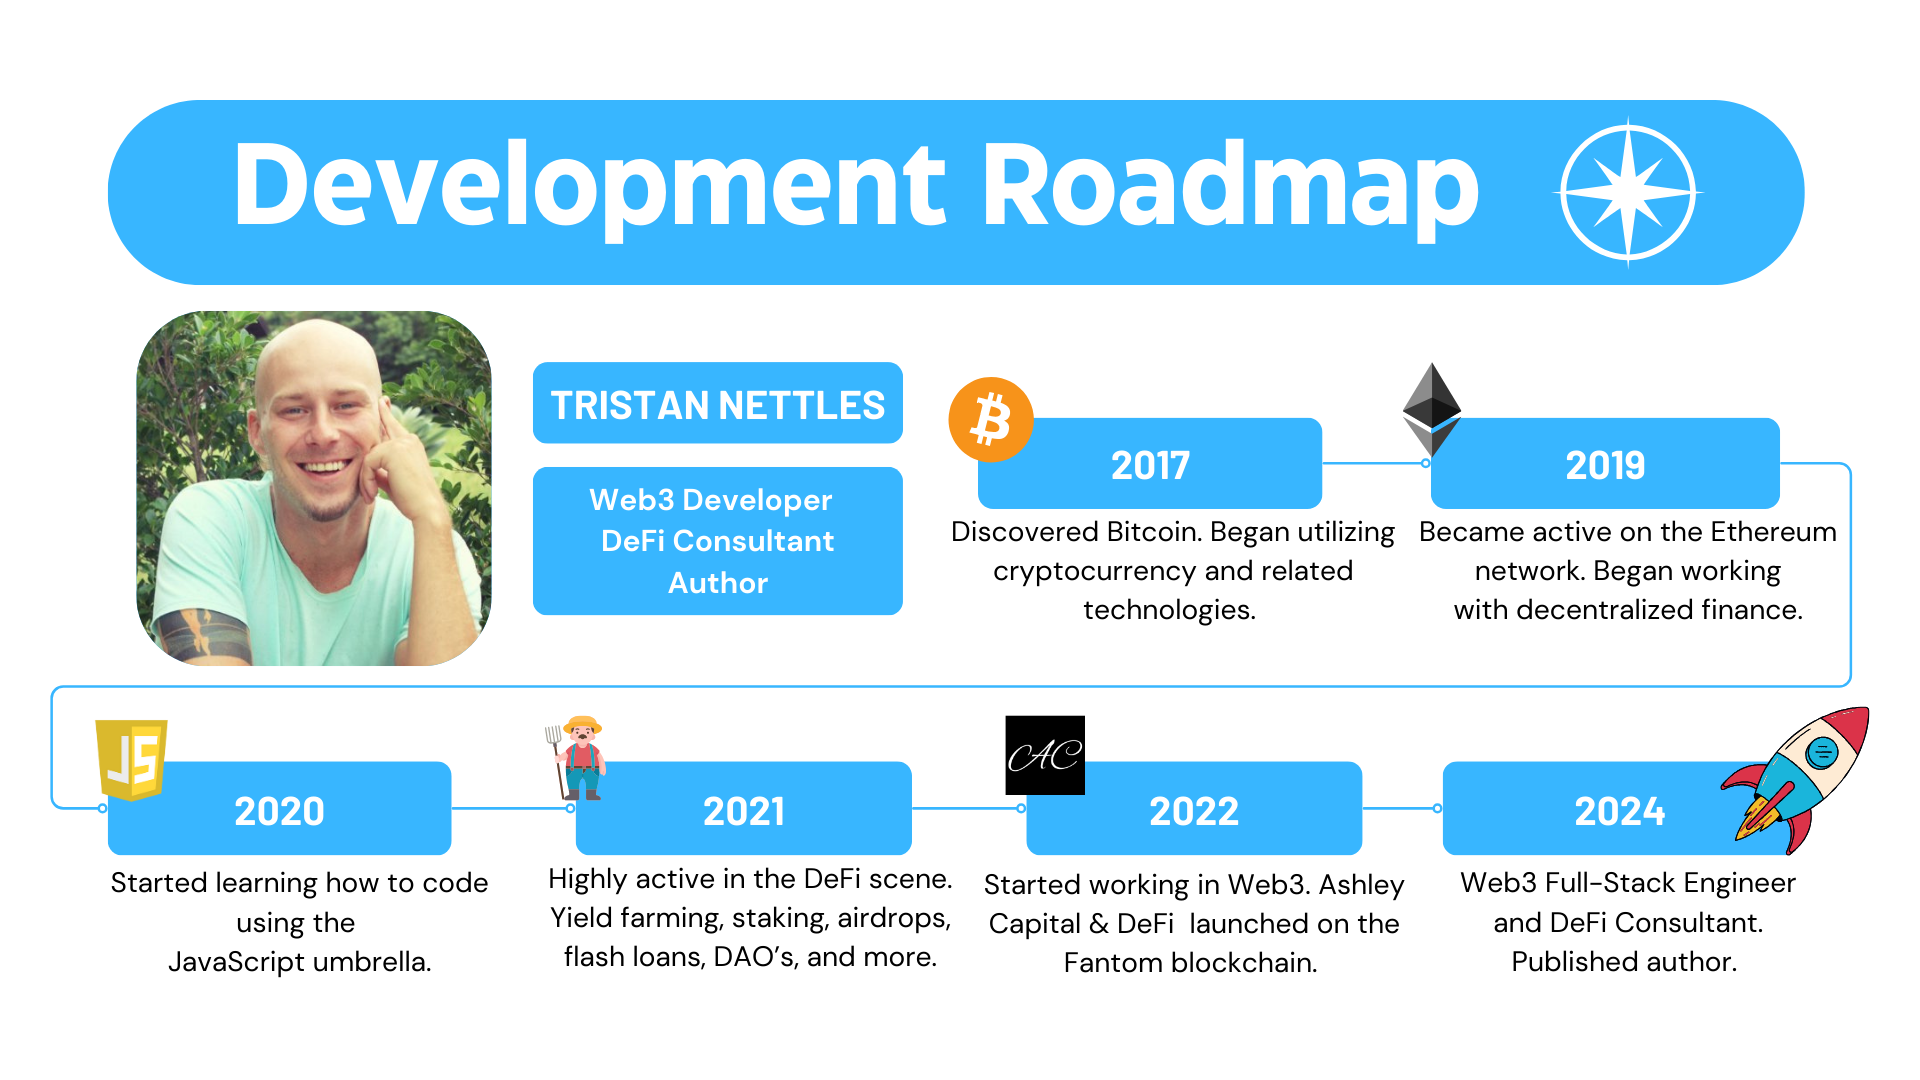 Development Roadmap
TRISTAN NETTLES
Web3 Developer
DeFi Consultant
Author
2017
Discovered Bitcoin. Began utilizing
cryptocurrency and related
technologies.
2019
Became active on the Ethereum
network. Began working
with decentralized finance.
JS
2020
Started learning how to code
using the
JavaScript umbrella.
2021
Highly active in the DeFi scene.
Yield farming, staking, airdrops,
flash loans, DAO’s, and more.
AC
2022
Started working in Web3. Ashley
Capital & DeFi launched on the
Fantom blockchain.
2024
Web3 Full-Stack Engineer
and DeFi Consultant.
Published author.